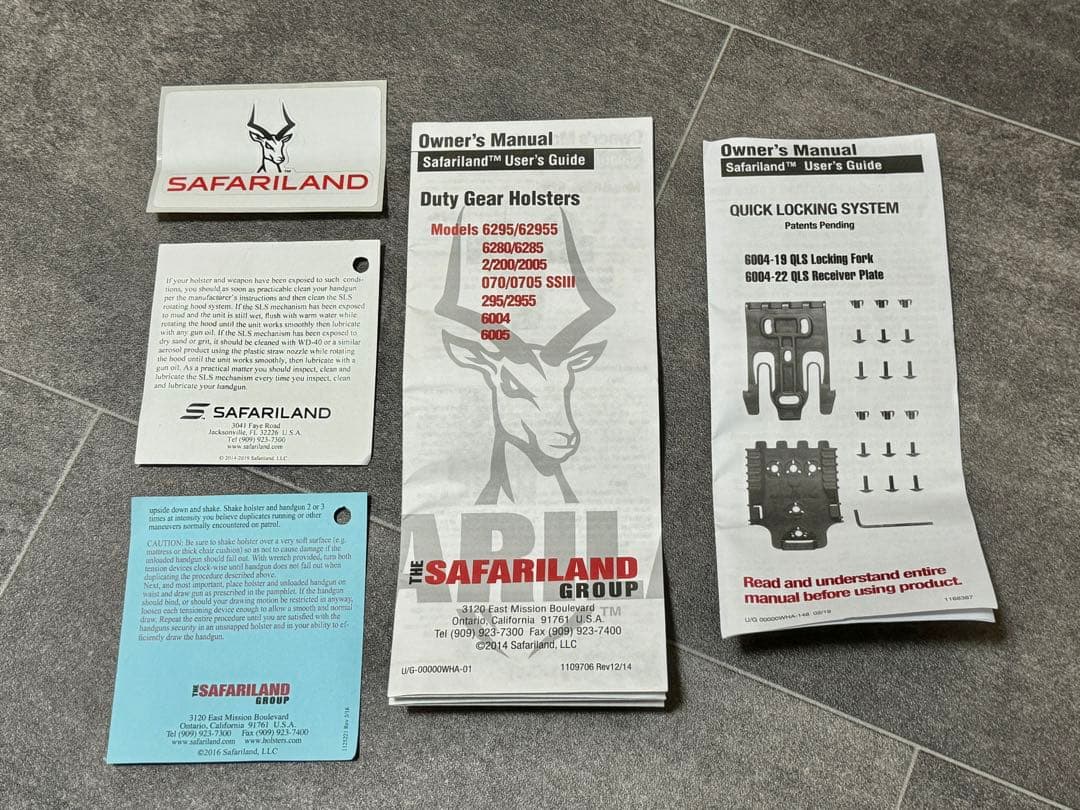 SAFARILAND
If your holster and weapon have been exposed to such condi-
tions, you should as soon as practicable clean your handgun
per the manufacturer's instructions and then clean the SLS
rotating hood system. If the SLS mechanism has been exposed
to mud and the unit is still wet, flush with warm water while
rotating the hood until the unit works smoothly then lubricate
with any gun oil. If the SLS mechanism has been exposed to
dry sand or grit, it should be cleaned with WD-40 or a similar
aerosol product using the plastic straw nozzle while rotating
the hood until the unit works smoothly, then lubricate with a
gun oil. As a practical matter you should inspect, clean and
lubricate the SLS mechanism every time you inspect, clean
and lubricate your handgun.
SAFARILAND
3041 Faye Road
Jacksonville, FL 32226 U.S.A.
Tel (909) 923-7300
www.safariland.com
© 2014-2019 Safariland, LLC
upside down and shake. Shake holster and handgun 2 or 3
times at intensity you believe duplicates running or other
maneuvers normally encountered on patrol.
CAUTION: Be sure to shake holster over a very soft surface (e.g.
mattress or thick chair cushion) so as not to cause damage if the
unloaded handgun should fall out. With wrench provided, turn both
tension devices clock-wise until handgun does not fall out when
duplicating the procedure described above.
Next, and most important, place holster and unloaded handgun on
waist and draw gun as prescribed in the pamphlet. If the handgun
should bind, or should your drawing motion be restricted in anyway,
loosen each tensioning device enough to allow a smooth and normal
draw. Repeat the entire procedure until you are satisfied with the
handguns security in an unsnapped holster and in your ability to ef-
ficiently draw the handgun.
THE SAFARILAND
GROUP
3120 East Mission Boulevard
Ontario, California 91761 U.S.A.
Tel (909) 923-7300 Fax (909) 923-7400
www.safariland.com www.holsters.com
©2016 Safariland, LLC
Owner's Manual
Safariland™ User's Guide
Duty Gear Holsters
Models 6295/62955
6280/6285
2/200/2005
070/0705 SSIII
295/2955
6004
6005
ARIL
THE SAFARILAND
GROUP
TM
3120 East Mission Boulevard
Ontario, California 91761 U.S.A.
Tel (909) 923-7300 Fax (909) 923-7400
©2014 Safariland, LLC
U/G-00000WHA-01 1109706 Rev12/14
Owner's Manual
Safariland™ User's Guide
QUICK LOCKING SYSTEM
Patents Pending
6004-19 QLS Locking Fork
6004-22 QLS Receiver Plate
Read and understand entire
manual before using product.
U/G 00000WHA-148 02/19 1188387